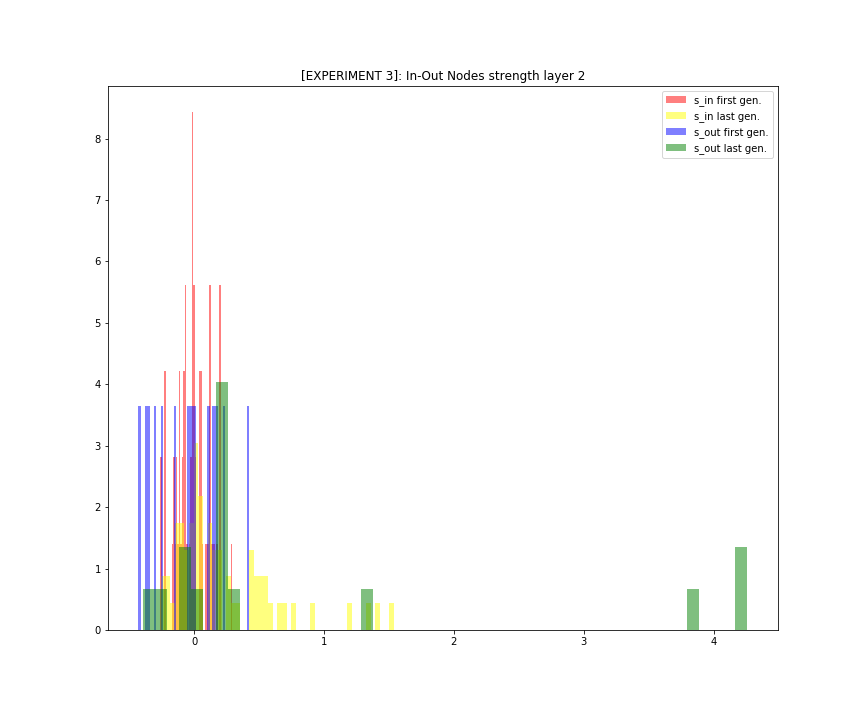 [EXPERIMENT 3]: In-Out Nodes strength layer 2
s_in first gen.
s_in last gen.
s_out first gen.
s_out last gen.
8
7
6
5
4
3
2
1
0
0 1 2 3 4